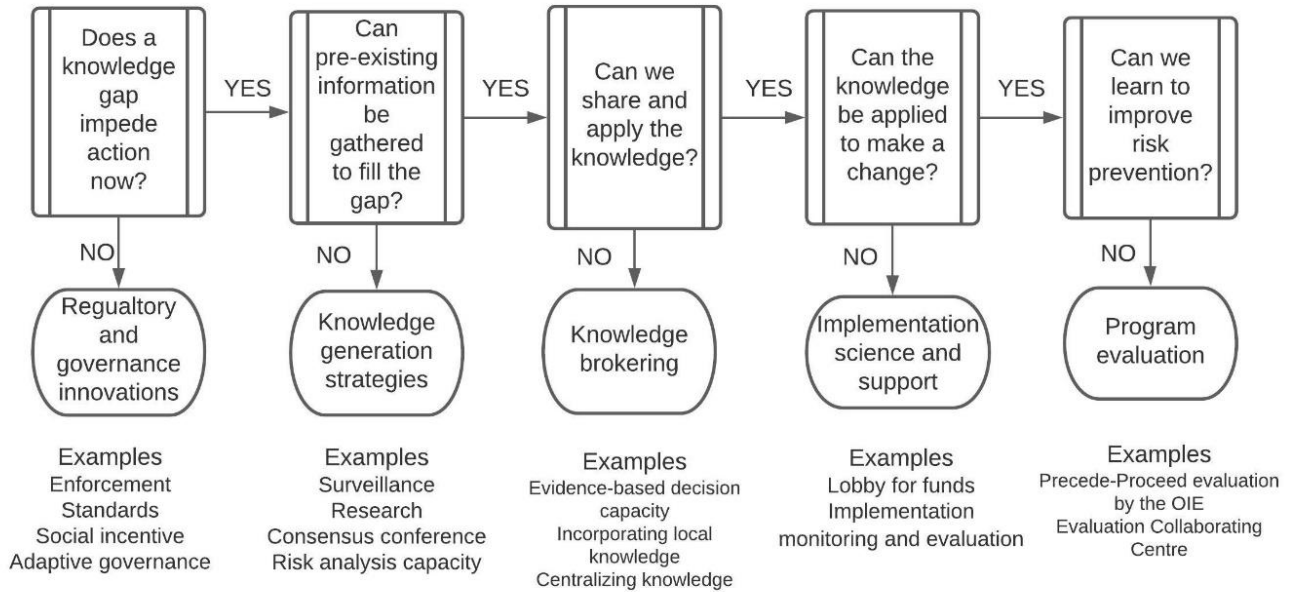 Does a
knowledge
gap
impede
action
now?
YES
Can
pre-existing
information
be
gathered
to fill the
gap?
YES
Can we
share and
apply the
knowledge?
YES
Can the
knowledge
be applied
to make a
change?
YES
Can we
learn to
improve
risk
prevention?
NO
NO
NO
NO
NO
Regualtory
and
governance
innovations
Knowledge
generation
strategies
Knowledge
brokering
Implementation
science and
support
Program
evaluation
Examples
Enforcement
Standards
Social incentive
Adaptive governance
Examples
Surveillance
Research
Consensus conference
Risk analysis capacity
Examples
Evidence-based decision
capacity
Incorporating local
knowledge
Centralizing knowledge
Examples
Lobby for funds
Implementation
monitoring and evaluation
Examples
Precede-Proceed evaluation
by the OIE
Evaluation Collaborating
Centre